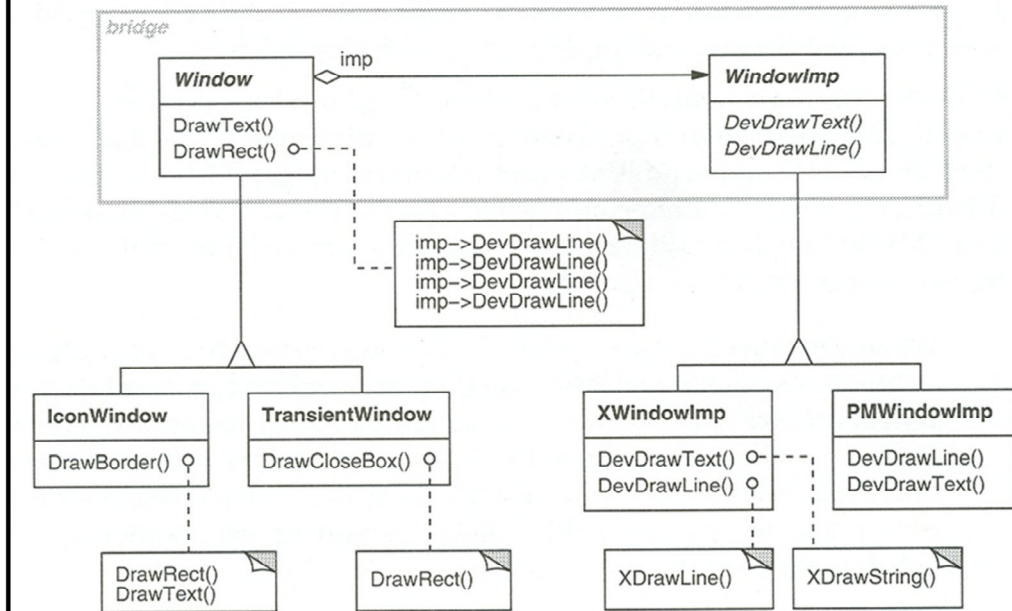 bridge
Window
imp
WindowImp
DrawText()
DrawRect()
DevDrawText()
DevDrawLine()
imp->DevDrawLine()
imp->DevDrawLine()
imp->DevDrawLine()
imp->DevDrawLine()
IconWindow
DrawBorder()
TransientWindow
DrawCloseBox()
XWindowImp
DevDrawText()
DevDrawLine()
PMWindowImp
DevDrawLine()
DevDrawText()
DrawRect()
DrawText()
DrawRect()
XDrawLine()
XDrawString()